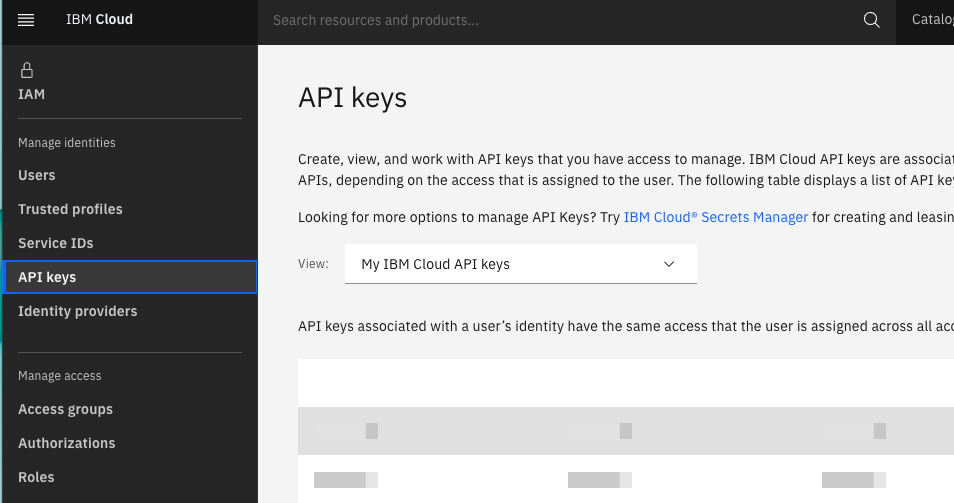 IBM Cloud
Search resources and products...
IAM
Manage identities
Users
Trusted profiles
Service IDs
API keys
Identity providers
Manage access
Access groups
Authorizations
Roles
API keys
Create, view, and work with API keys that you have access to manage. IBM Cloud API keys are
APIs, depending on the access that is assigned to the user. The following table displays a list of API
Looking for more options to manage API Keys? Try IBM Cloud® Secrets Manager for creating and
View:
My IBM Cloud API keys
API keys associated with a user's identity have the same access that the user is assigned across all